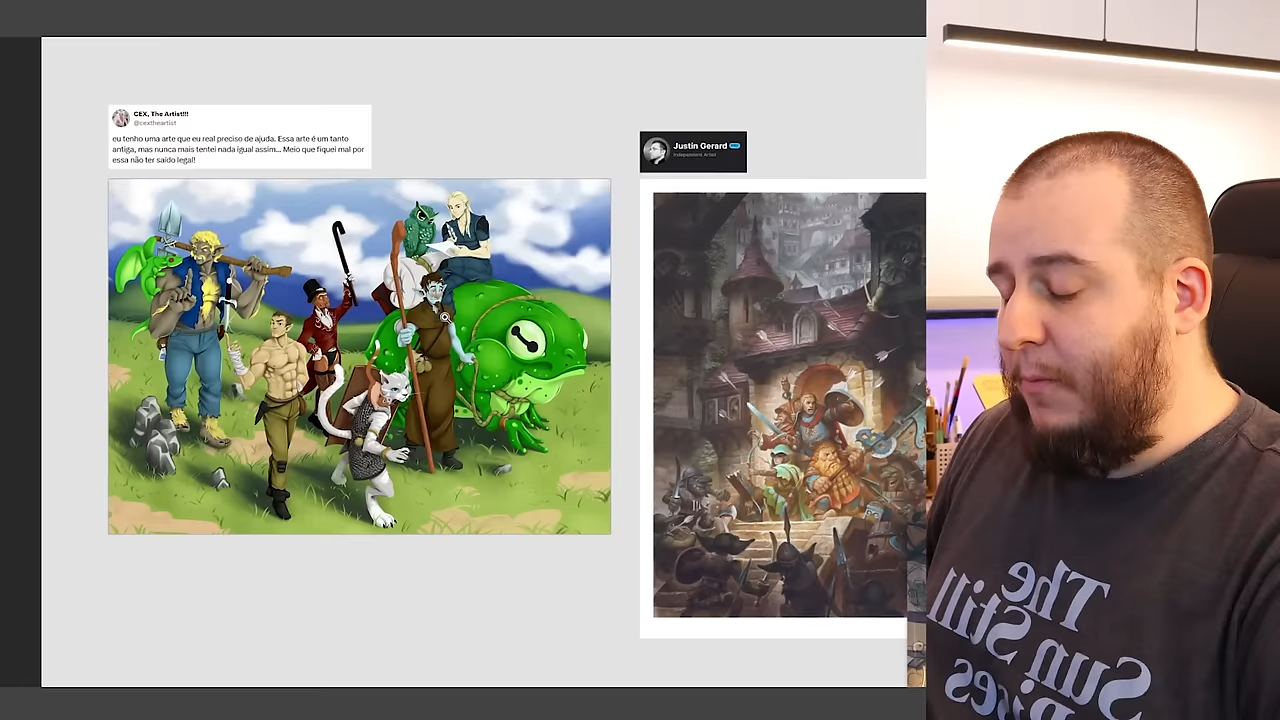 CEX, The Artist!!!
@cextheartist
eu tenho uma arte que eu real preciso de ajuda. Essa arte é um tanto
antiga, mas nunca mais tentei nada igual assim... Meio que fiquei mal por
essa não ter saído legal!
Justin Gerard
Independent Artist
The
Sun Still
Rises